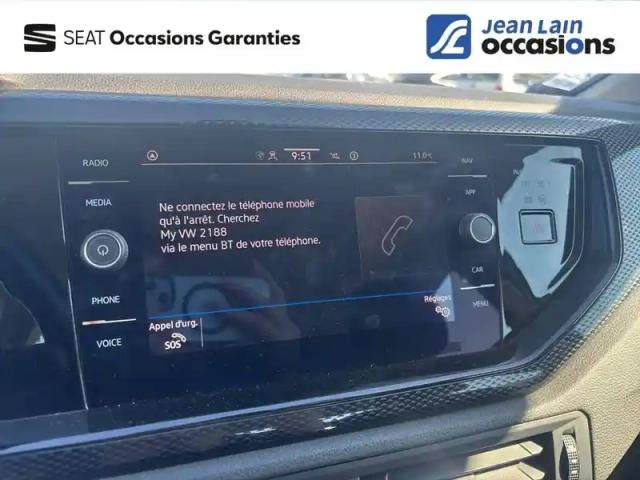 SEAT Occasions Garanties
Jean Lain
occasions
RADIO
MEDIA
PHONE
VOICE
9:51
11.0°C
Ne connectez le téléphone mobile
qu'à l'arrêt. Cherchez
My VW 2188
via le menu BT de votre téléphone.
Appel d'urg.
SOS
Réglages
NAV
APP
CAR
MENU